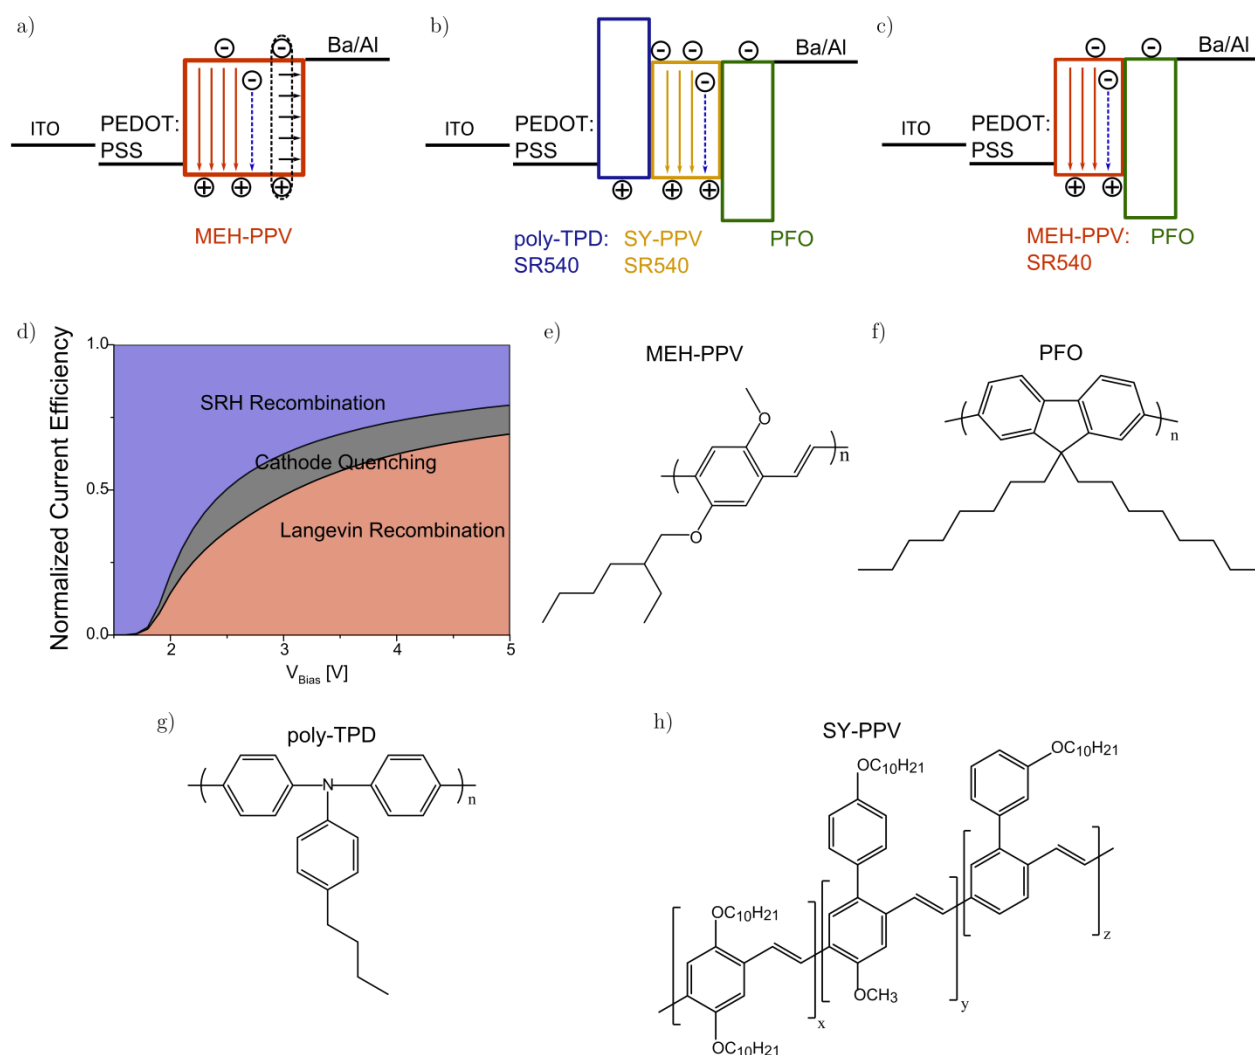 a)
Ba/Al
ITO
PEDOT:
PSS
MEH-PPV
b)
Ba/Al
ITO
PEDOT:
PSS
poly-TPD: SY-PPV PFO
SR540 SR540
c)
Ba/Al
ITO
PEDOT:
PSS
MEH-PPV: PFO
SR540
d)
Normalized Current Efficiency
1.0
0.5
0.0
SRH Recombination
Cathode Quenching
Langevin Recombination
2 3 4 5
V_Bias [V]
e)
MEH-PPV
O
n
O
f)
PFO
n
g)
poly-TPD
N
n
h)
SY-PPV
OC10H21
OC10H21
OC10H21
z
OCH3
y
x
OC10H21